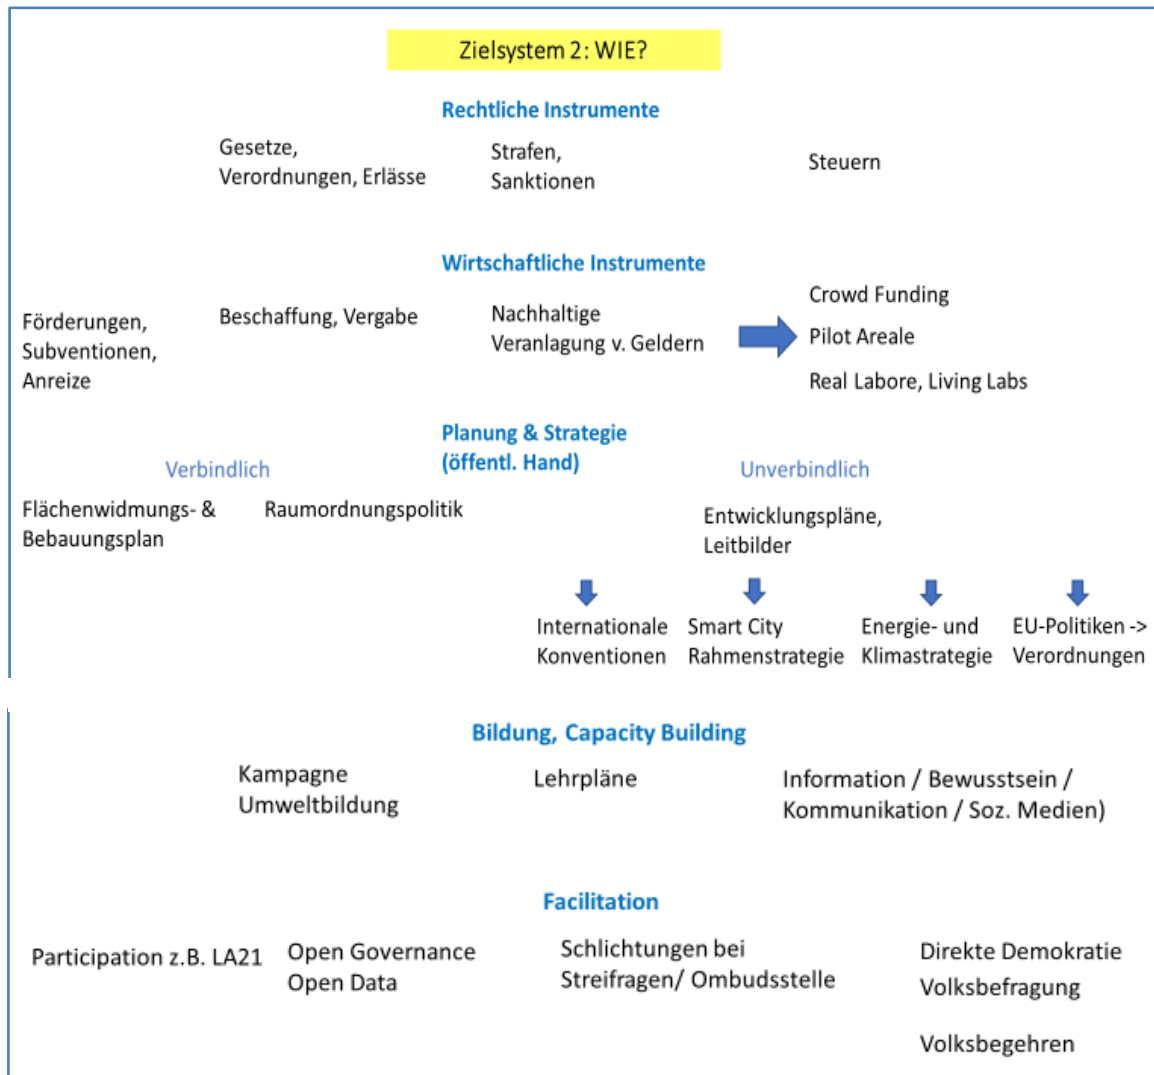 Zielsystem 2: WIE?
Rechtliche Instrumente
Gesetze,
Verordnungen, Erlässe
Strafen,
Sanktionen
Steuern
Wirtschaftliche Instrumente
Förderungen,
Subventionen,
Anreize
Beschaffung, Vergabe
Nachhaltige
Veranlagung v. Geldern
Crowd Funding
Pilot Areale
Real Labore, Living Labs
Planung & Strategie
(öffentl. Hand)
Verbindlich
Unverbindlich
Flächenwidmungs- &
Bebauungsplan
Raumordnungspolitik
Entwicklungspläne,
Leitbilder
Internationale
Konventionen
Smart City
Rahmenstrategie
Energie- und
Klimastrategie
EU-Politiken ->
Verordnungen
Bildung, Capacity Building
Kampagne
Umweltbildung
Lehrpläne
Information / Bewusstsein /
Kommunikation / Soz. Medien)
Facilitation
Participation z.B. LA21
Open Governance
Open Data
Schlichtungen bei
Streifragen/ Ombudsstelle
Direkte Demokratie
Volksbefragung
Volksbegehren